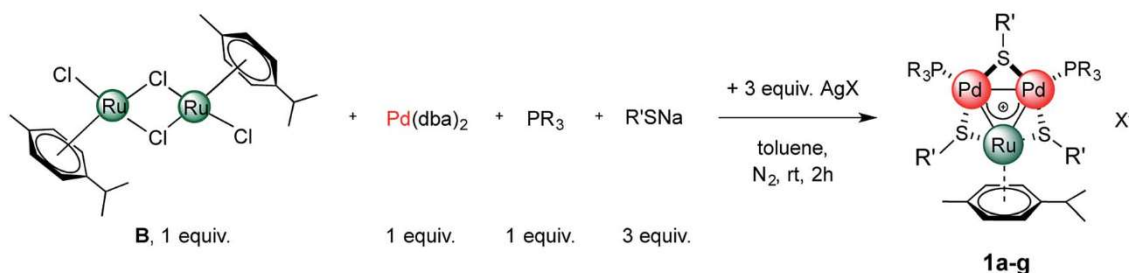 Cl
Cl
Ru
Ru
Cl
Cl
+
Pd(dba)2
+
PR3
+
R'SNa
+ 3 equiv. AgX
toluene,
N2, rt, 2h
R'
S
R3P
PR3
Pd
Pd
⊕
S
S
Ru
R'
R'
X-
B, 1 equiv.
1 equiv.
1 equiv.
3 equiv.
1a-g